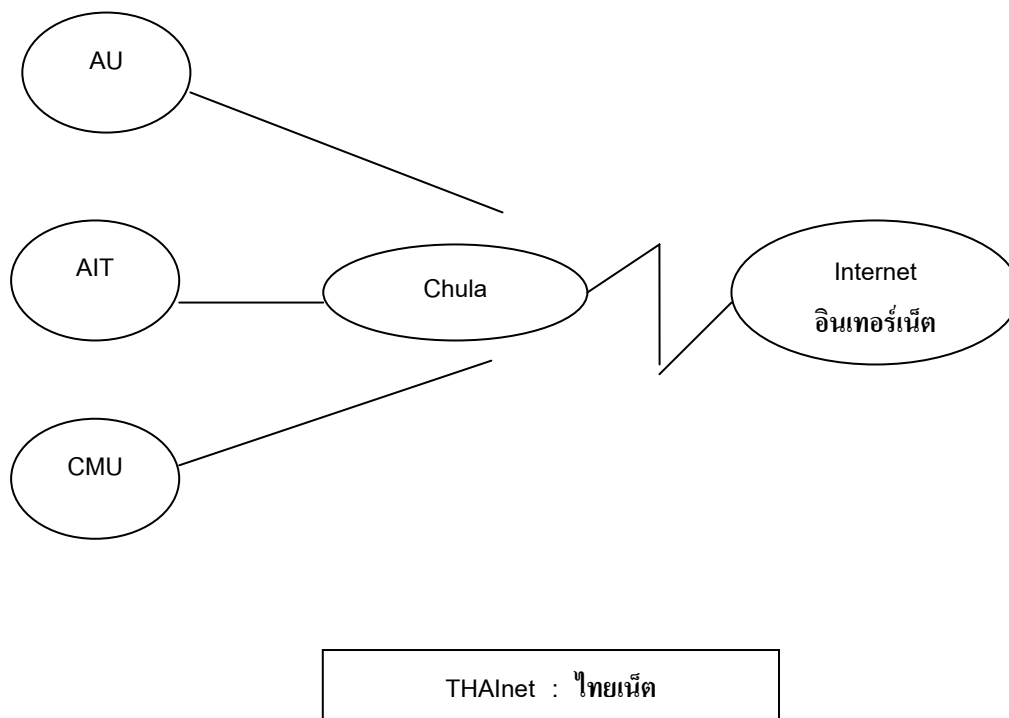 AU
AIT
Chula
Internet
อินเทอร์เน็ต
CMU
THAInet : ไทยเน็ต